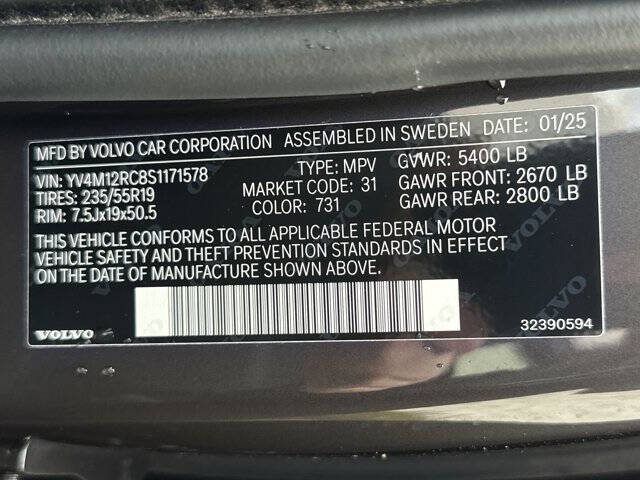 MFD BY VOLVO CAR CORPORATION ASSEMBLED IN SWEDEN DATE: 01/25
VIN: YV4M12RC8S1171578 TYPE: MPV GVWR: 5400 LB
TIRES: 235/55R19 MARKET CODE: 31 GAWR FRONT: 2670 LB
RIM: 7.5Jx19x50.5 COLOR: 731 GAWR REAR: 2800 LB
THIS VEHICLE CONFORMS TO ALL APPLICABLE FEDERAL MOTOR
VEHICLE SAFETY AND THEFT PREVENTION STANDARDS IN EFFECT
ON THE DATE OF MANUFACTURE SHOWN ABOVE.
VOLVO 32390594